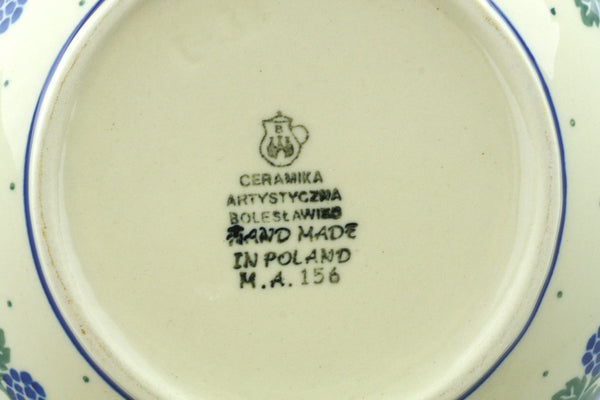 B
CERAMIKA
ARTYSTYCZNA
BOLESŁAWIEC
HAND MADE
IN POLAND
M.A. 156